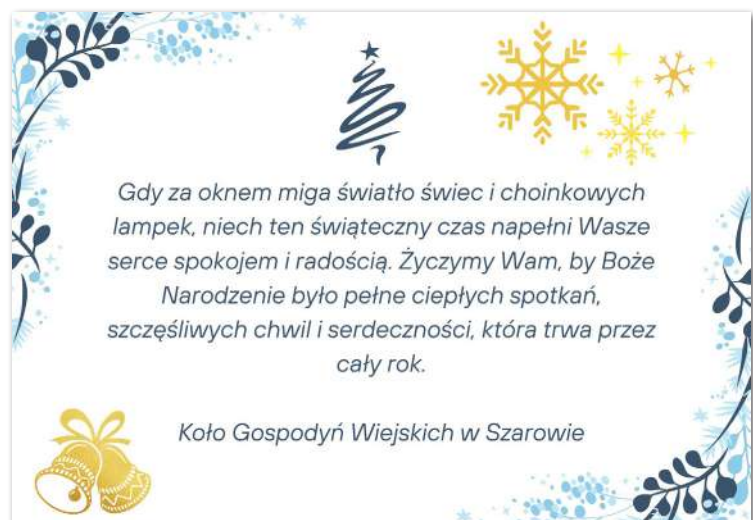 Gdy za oknem miga światło świec i choinkowych
lampek, niech ten świąteczny czas napełni Wasze
serce spokojem i radością. Życzymy Wam, by Boże
Narodzenie było pełne ciepłych spotkań,
szczęśliwych chwil i serdeczności, która trwa przez
cały rok.
Koło Gospodyń Wiejskich w Szarowie